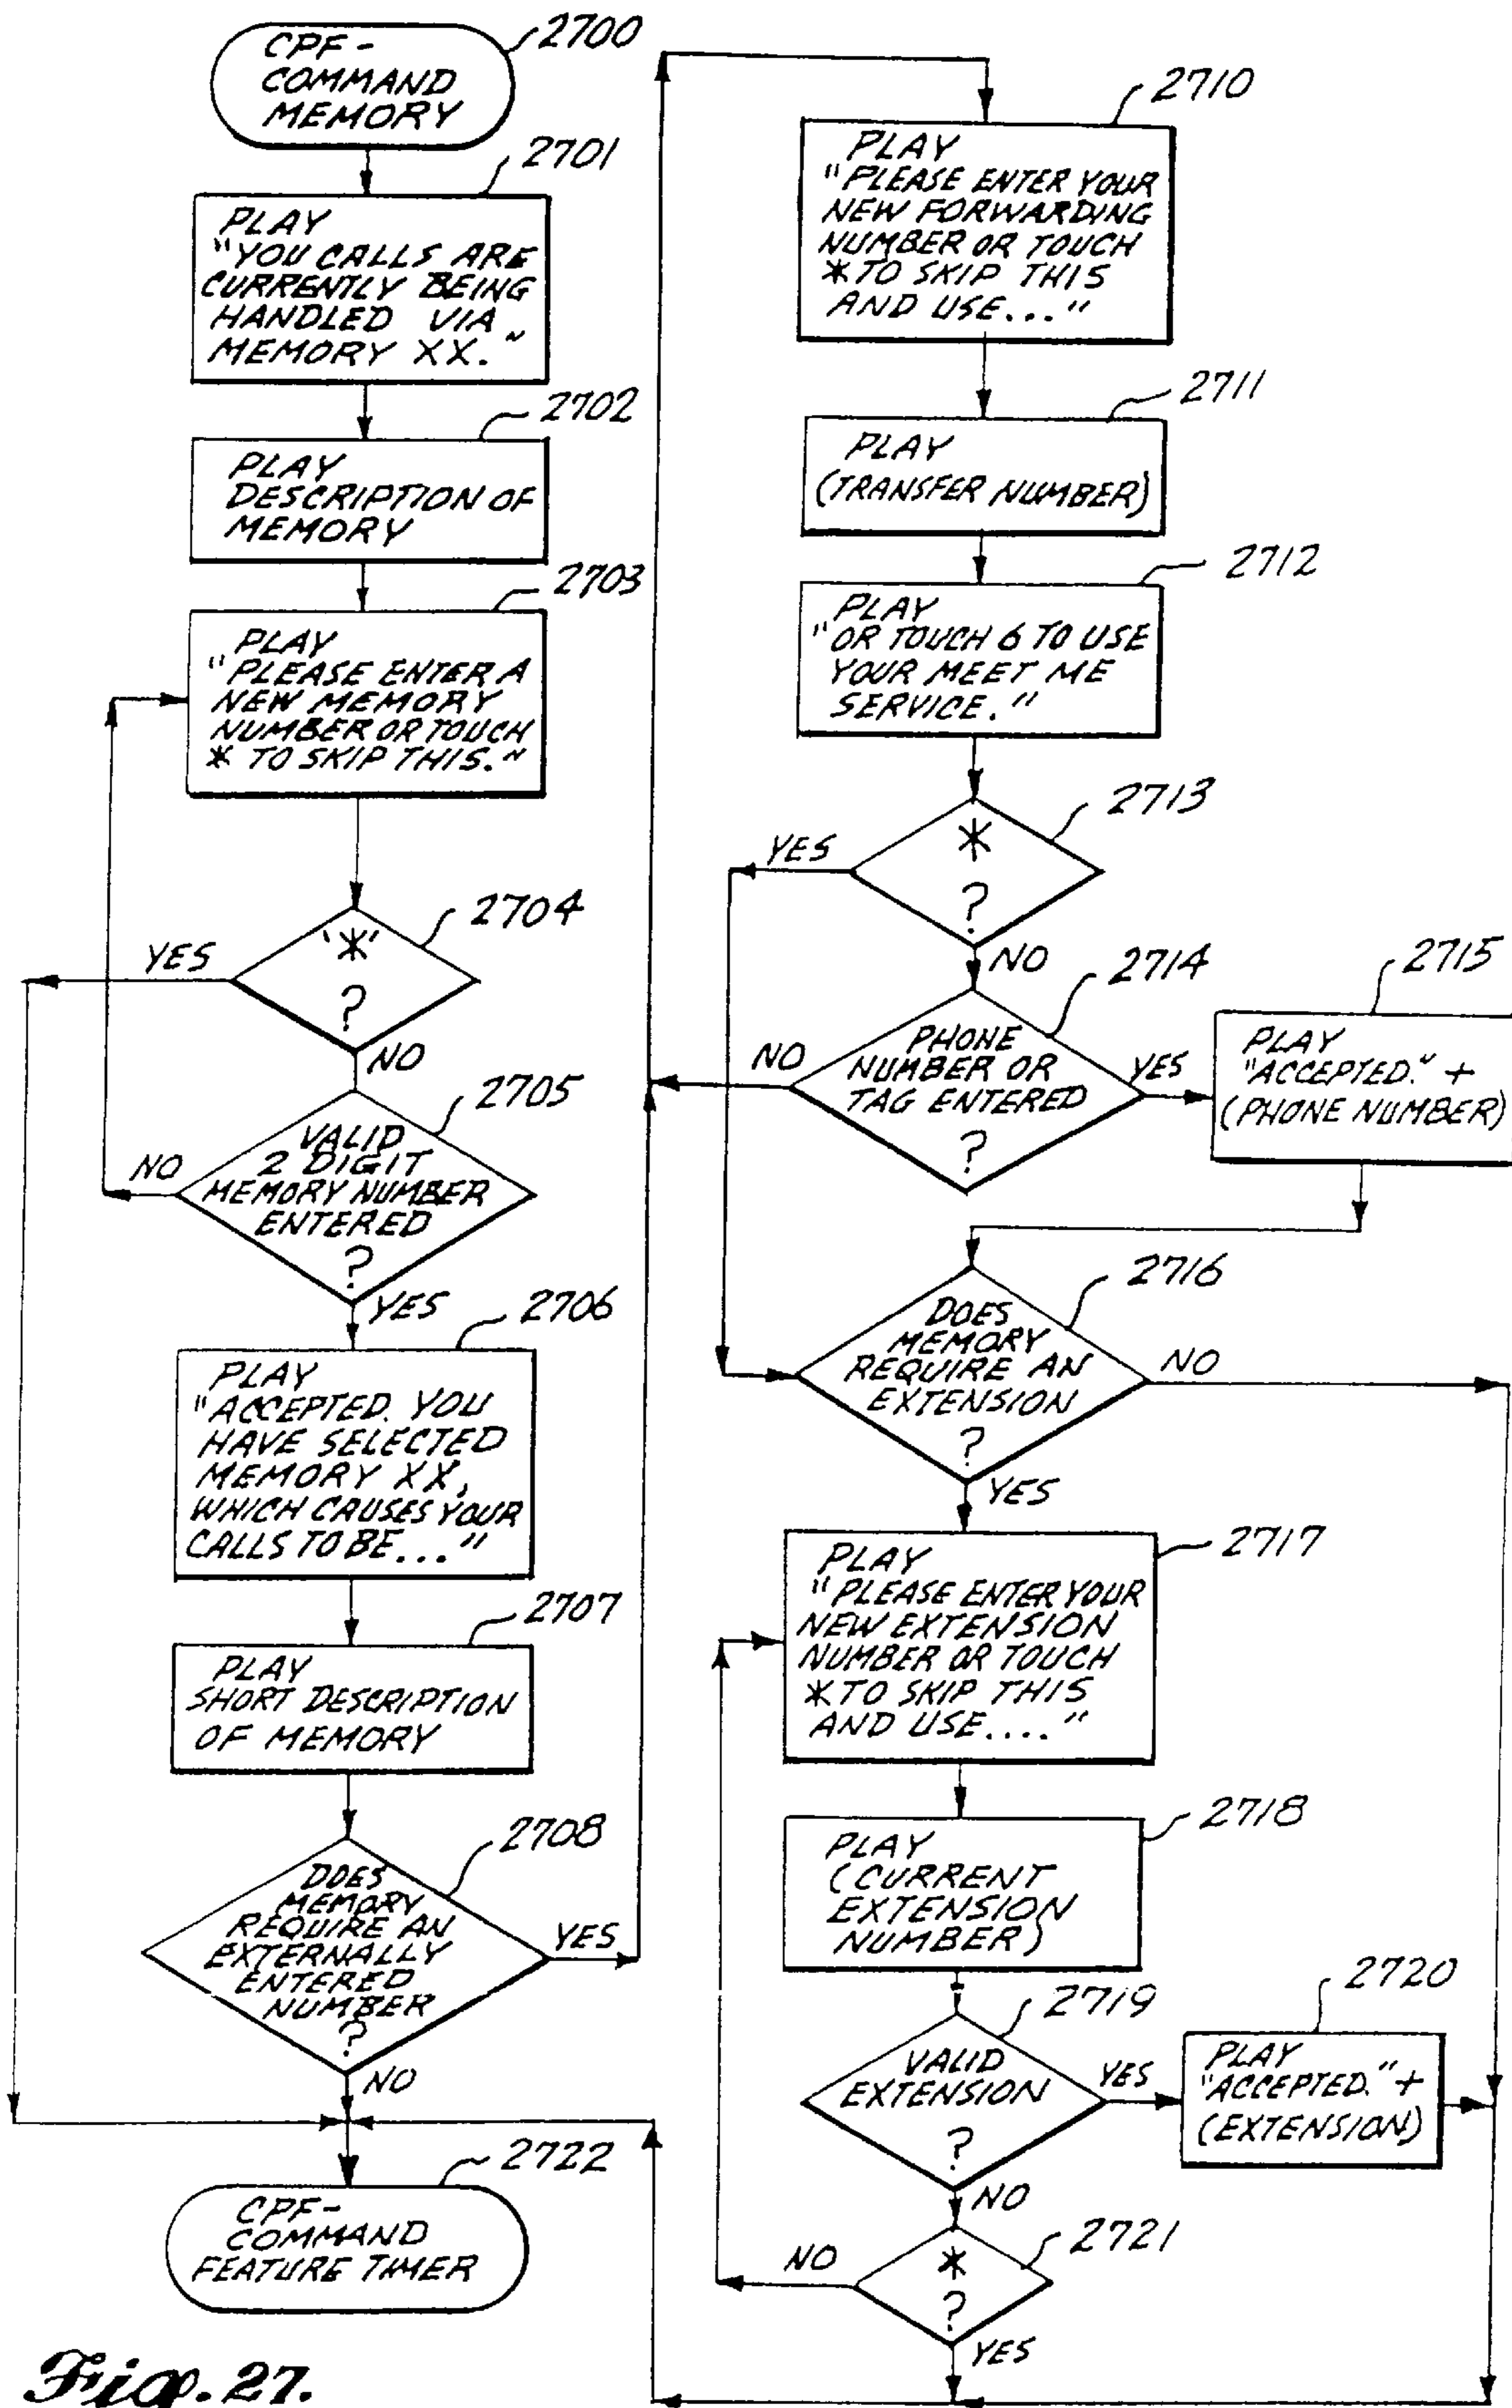 CPF-
COMMAND
MEMORY
2700
2701
PLAY
"YOU CALLS ARE
CURRENTLY BEING
HANDLED VIA
MEMORY XX."
2702
PLAY
DESCRIPTION OF
MEMORY
2703
PLAY
"PLEASE ENTER A
NEW MEMORY
NUMBER OR TOUCH
* TO SKIP THIS."
2704
'*'
?
YES
NO
2705
VALID
2 DIGIT
MEMORY NUMBER
ENTERED
?
NO
YES
2706
PLAY
"ACCEPTED. YOU
HAVE SELECTED
MEMORY XX,
WHICH CAUSES YOUR
CALLS TO BE..."
2707
PLAY
SHORT DESCRIPTION
OF MEMORY
2708
DOES
MEMORY
REQUIRE AN
EXTERNALLY
ENTERED
NUMBER
?
YES
NO
2722
CPF-
COMMAND
FEATURE TIMER
2710
PLAY
"PLEASE ENTER YOUR
NEW FORWARDING
NUMBER OR TOUCH
* TO SKIP THIS
AND USE..."
2711
PLAY
(TRANSFER NUMBER)
2712
PLAY
"OR TOUCH 6 TO USE
YOUR MEET ME
SERVICE."
2713
*
?
YES
NO
2714
PHONE
NUMBER OR
TAG ENTERED
?
NO
YES
2715
PLAY
"ACCEPTED." +
(PHONE NUMBER)
2716
DOES
MEMORY
REQUIRE AN
EXTENSION
?
NO
YES
2717
PLAY
"PLEASE ENTER YOUR
NEW EXTENSION
NUMBER OR TOUCH
* TO SKIP THIS
AND USE...."
2718
PLAY
(CURRENT
EXTENSION
NUMBER)
2719
VALID
EXTENSION
?
YES
NO
2720
PLAY
"ACCEPTED." +
(EXTENSION)
2721
*
?
NO
YES
Fig. 27.